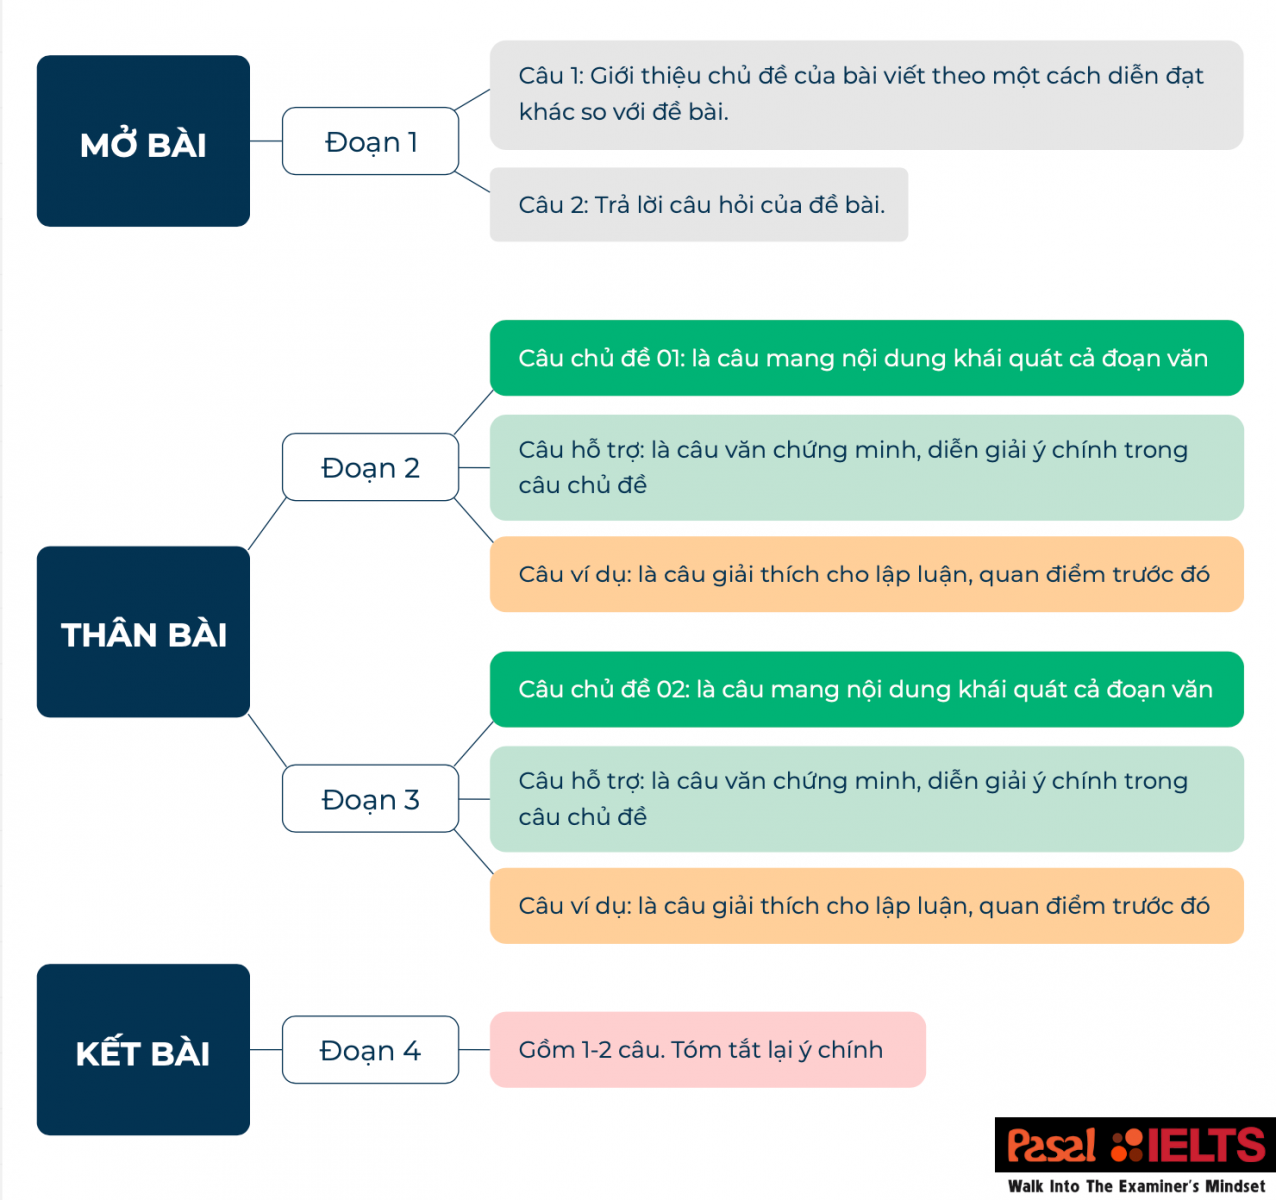 MỞ BÀI
Đoạn 1
Câu 1: Giới thiệu chủ đề của bài viết theo một cách diễn đạt
khác so với đề bài.
Câu 2: Trả lời câu hỏi của đề bài.
THÂN BÀI
Đoạn 2
Câu chủ đề 01: là câu mang nội dung khái quát cả đoạn văn
Câu hỗ trợ: là câu văn chứng minh, diễn giải ý chính trong
câu chủ đề
Câu ví dụ: là câu giải thích cho lập luận, quan điểm trước đó
Đoạn 3
Câu chủ đề 02: là câu mang nội dung khái quát cả đoạn văn
Câu hỗ trợ: là câu văn chứng minh, diễn giải ý chính trong
câu chủ đề
Câu ví dụ: là câu giải thích cho lập luận, quan điểm trước đó
KẾT BÀI
Đoạn 4
Gồm 1-2 câu. Tóm tắt lại ý chính
Pasal IELTS
Walk Into The Examiner's Mindset